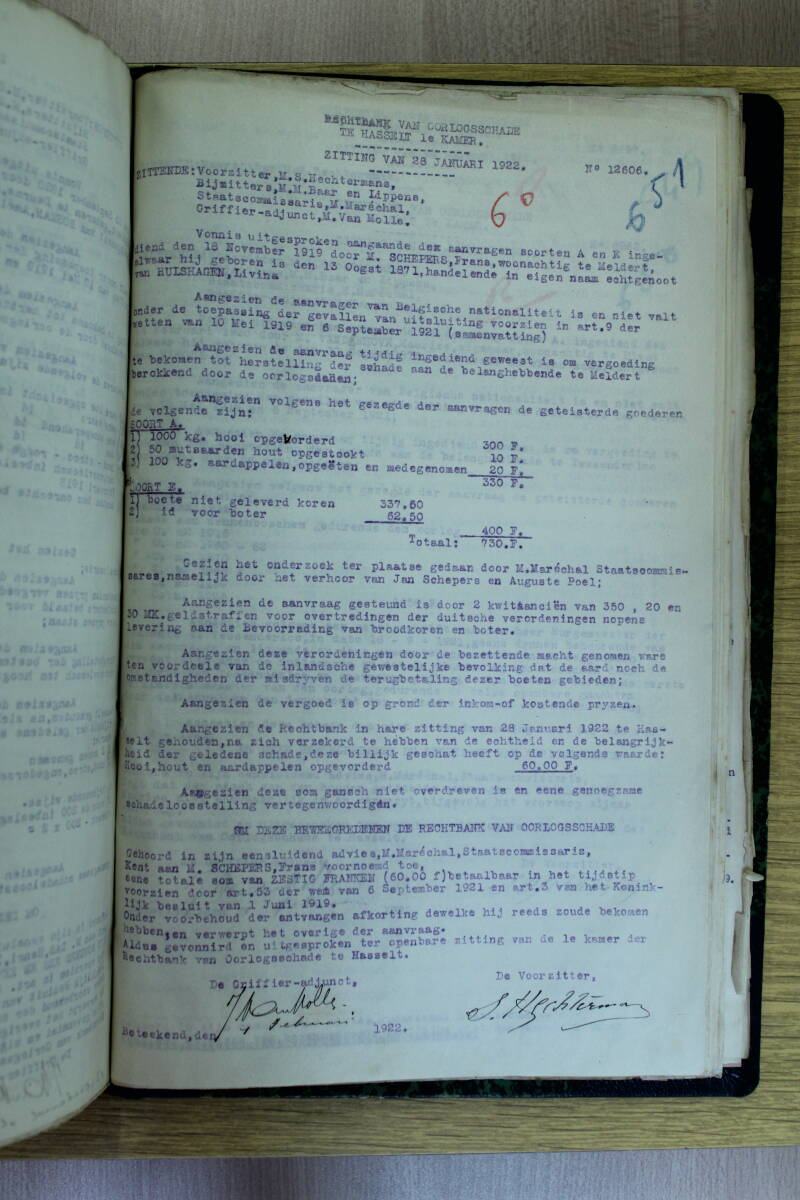 RECHTBANK VAN OORLOGSSCHADE
TE HASSELT 1e KAMER.
ZITTING VAN 28 JANUARI 1922.
N° 12606.
60
651
ZITTENDE:Voorzitter,M.S.Hechtermans,
Bijzitters,M.M.Baar en Lippens,
Staatscommissaris,M.Maréchal,
Griffier-adjunct,M.Van Molle.
Vonnis uitgesproken aangaande dex aanvragen soorten A en E inge-
diend den 18 November 1919 door M. SCHEPERS,Frans,woonachtig te Meldert,
alwaar hij geboren is den 13 Oogst 1871,handelende in eigen naam echtgenoot
van HULSHAGEN,Livina
Aangezien de aanvrager van Belgische nationaliteit is en niet valt
onder de toepassing der gevallen van uitsluiting voorzien in art.9 der
wetten van 10 Mei 1919 en 6 September 1921 (samenvatting)
Aangezien de aanvraag tijdig ingediend geweest is om vergoeding
te bekomen tot herstelling der schade aan de belanghebbende te Meldert
berokkend door de oorlogsdaden;
Aangezien volgens het gezegde der aanvragen de geteisterde goederen
de volgende zijn:
SOORT A.
1) 1000 kg. hooi opgevorderd 300 F.
2) 50 mutsaarden hout opgestookt 10 F.
3) 100 kg. aardappelen,opgeëten en medegenomen 20 F.
330 F.
SOORT E.
1) boete niet geleverd koren 337.50
2) id voor boter 62.50
400 F.
Totaal: 730.F.
Gezien het onderzoek ter plaatse gedaan door M.Maréchal Staatscommis-
sares,namelijk door het verhoor van Jan Schepers en Auguste Poel;
Aangezien de aanvraag gesteund is door 2 kwitanciën van 350 , 20 en
30 MK.geldstraffen voor overtredingen der duitsche verordeningen nopens
levering aan de Bevoorrading van broodkoren en boter.
Aangezien deze verordeningen door de bezettende macht genomen ware
ten voordeele van de inlandsche gewestelijke bevolking dat de aard noch de
omstandigheden der misdryven de terugbetaling dezer boeten gebieden;
Aangezien de vergoed is op grond der inkom-of kostende pryzen.
Aangezien de Rechtbank in hare zitting van 28 Januari 1922 te Has-
selt gehouden,na zich verzekerd te hebben van de echtheid en de belangrijk-
heid der geledene schade,deze billijk geschat heeft op de volgende waarde:
Hooi,hout en aardappelen opgevorderd 60.00 F.
Aangezien deze som gansch niet overdreven is en eene genoegzame
schadeloosstelling vertegenwoordigen.
OM DEZE BEWEEGREDENEN DE RECHTBANK VAN OORLOGSSCHADE
Gehoord in zijn eensluidend advies,M.Maréchal,Staatscommissaris,
Kent aan M. SCHEPERS,Frans voornoemd toe,
eene totale som van ZESTIG FRANKEN (60.00 f)betaalbaar in het tijdstip
voorzien door art.53 der wet van 6 September 1921 en art.3 van het Konink-
lijk besluit van 1 Juni 1919.
Onder voorbehoud der ontvangen afkorting dewelke hij reeds zoude bekomen
hebben,en verwerpt het overige der aanvraag.
Aldus gevonnird en uitgesproken ter openbare zitting van de 1e kamer der
Rechtbank van Oorlogsschade te Hasselt.
De Griffier-adjunct,
De Voorzitter,
S. Hechtermans
Beteekend,den Februari 1922.